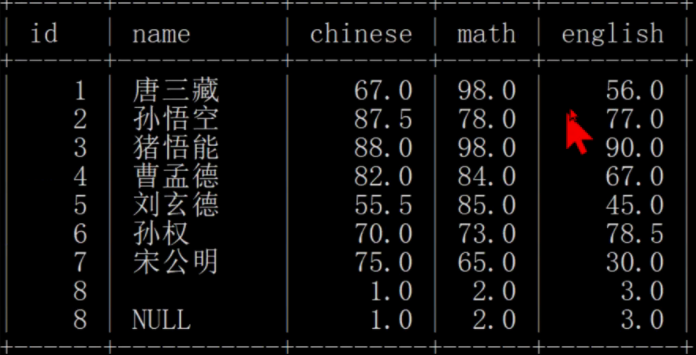 id name chinese math english
1 唐三藏 67.0 98.0 56.0
2 孙悟空 87.5 78.0 77.0
3 猪悟能 88.0 98.0 90.0
4 曹孟德 82.0 84.0 67.0
5 刘玄德 55.5 85.0 45.0
6 孙权 70.0 73.0 78.5
7 宋公明 75.0 65.0 30.0
8 1.0 2.0 3.0
8 NULL 1.0 2.0 3.0